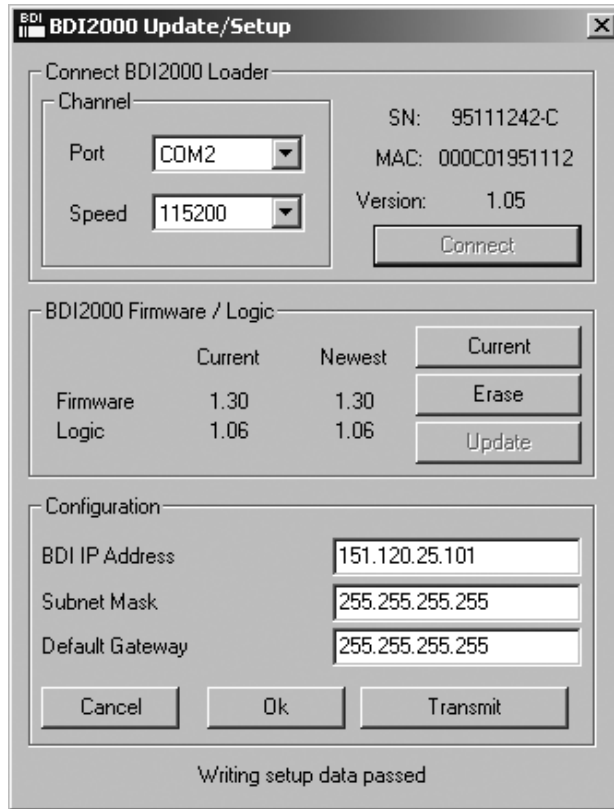 BDI
BDI2000 Update/Setup
Connect BDI2000 Loader
Channel
Port COM2
Speed 115200
SN: 95111242-C
MAC: 000C01951112
Version: 1.05
Connect
BDI2000 Firmware / Logic
Current Newest
Firmware 1.30 1.30
Logic 1.06 1.06
Current
Erase
Update
Configuration
BDI IP Address 151.120.25.101
Subnet Mask 255.255.255.255
Default Gateway 255.255.255.255
Cancel Ok Transmit
Writing setup data passed